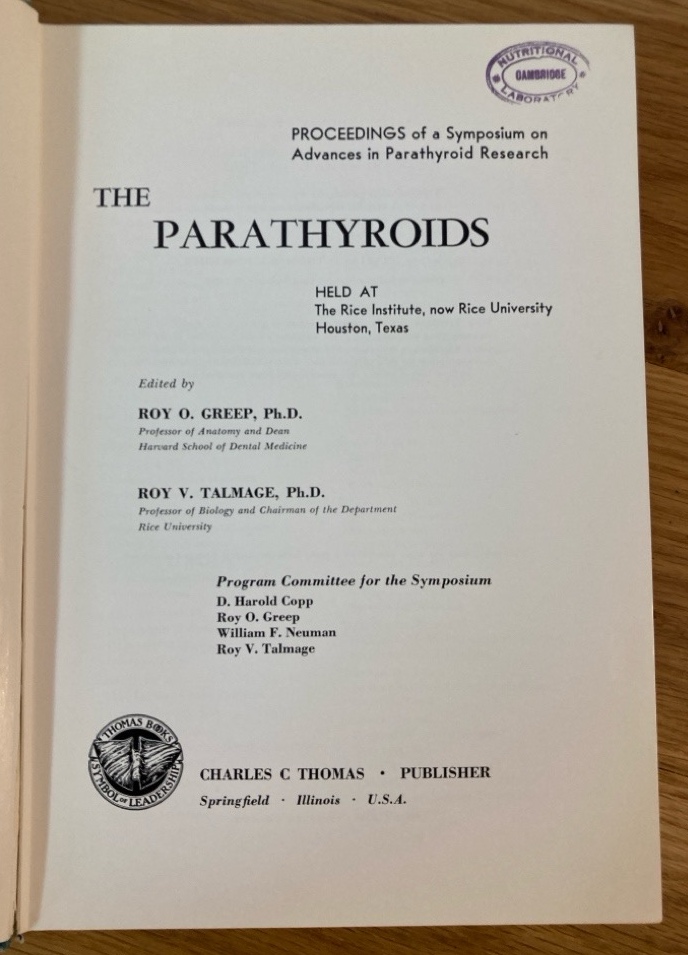 NUTRITIONAL
CAMBRIDGE
LABORATRY
PROCEEDINGS of a Symposium on
Advances in Parathyroid Research
THE
PARATHYROIDS
HELD AT
The Rice Institute, now Rice University
Houston, Texas
Edited by
ROY O. GREEP, Ph.D.
Professor of Anatomy and Dean
Harvard School of Dental Medicine
ROY V. TALMAGE, Ph.D.
Professor of Biology and Chairman of the Department
Rice University
Program Committee for the Symposium
D. Harold Copp
Roy O. Greep
William F. Neuman
Roy V. Talmage
THOMAS BOOKS
SYMBOL OF LEADERSHIP
CHARLES C THOMAS • PUBLISHER
Springfield · Illinois · U.S.A.